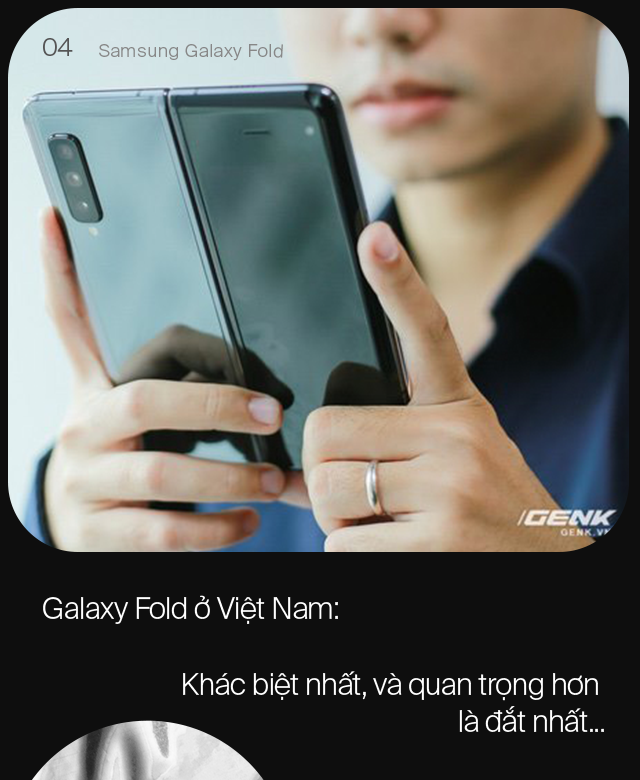 04 Samsung Galaxy Fold
GENK
GENK.VN
Galaxy Fold ở Việt Nam:
Khác biệt nhất, và quan trọng hơn
là đắt nhất...